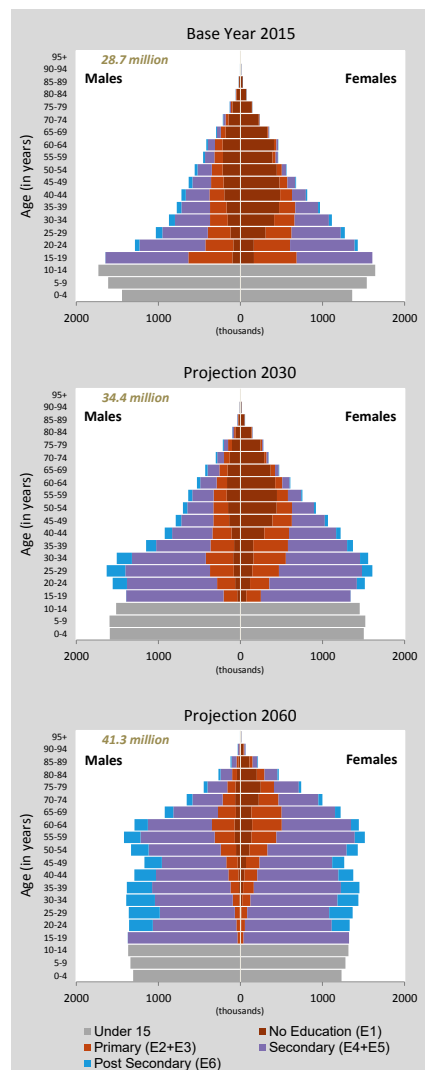 Base Year 2015
28.7 million
Males
Females
Age (in years)
95+
90-94
85-89
80-84
75-79
70-74
65-69
60-64
55-59
50-54
45-49
40-44
35-39
30-34
25-29
20-24
15-19
10-14
5-9
0-4
2000 1000 0 1000 2000
(thousands)
Projection 2030
34.4 million
Males
Females
Age (in years)
95+
90-94
85-89
80-84
75-79
70-74
65-69
60-64
55-59
50-54
45-49
40-44
35-39
30-34
25-29
20-24
15-19
10-14
5-9
0-4
2000 1000 0 1000 2000
(thousands)
Projection 2060
41.3 million
Males
Females
Age (in years)
95+
90-94
85-89
80-84
75-79
70-74
65-69
60-64
55-59
50-54
45-49
40-44
35-39
30-34
25-29
20-24
15-19
10-14
5-9
0-4
2000 1000 0 1000 2000
(thousands)
Under 15 No Education (E1)
Primary (E2+E3) Secondary (E4+E5)
Post Secondary (E6)